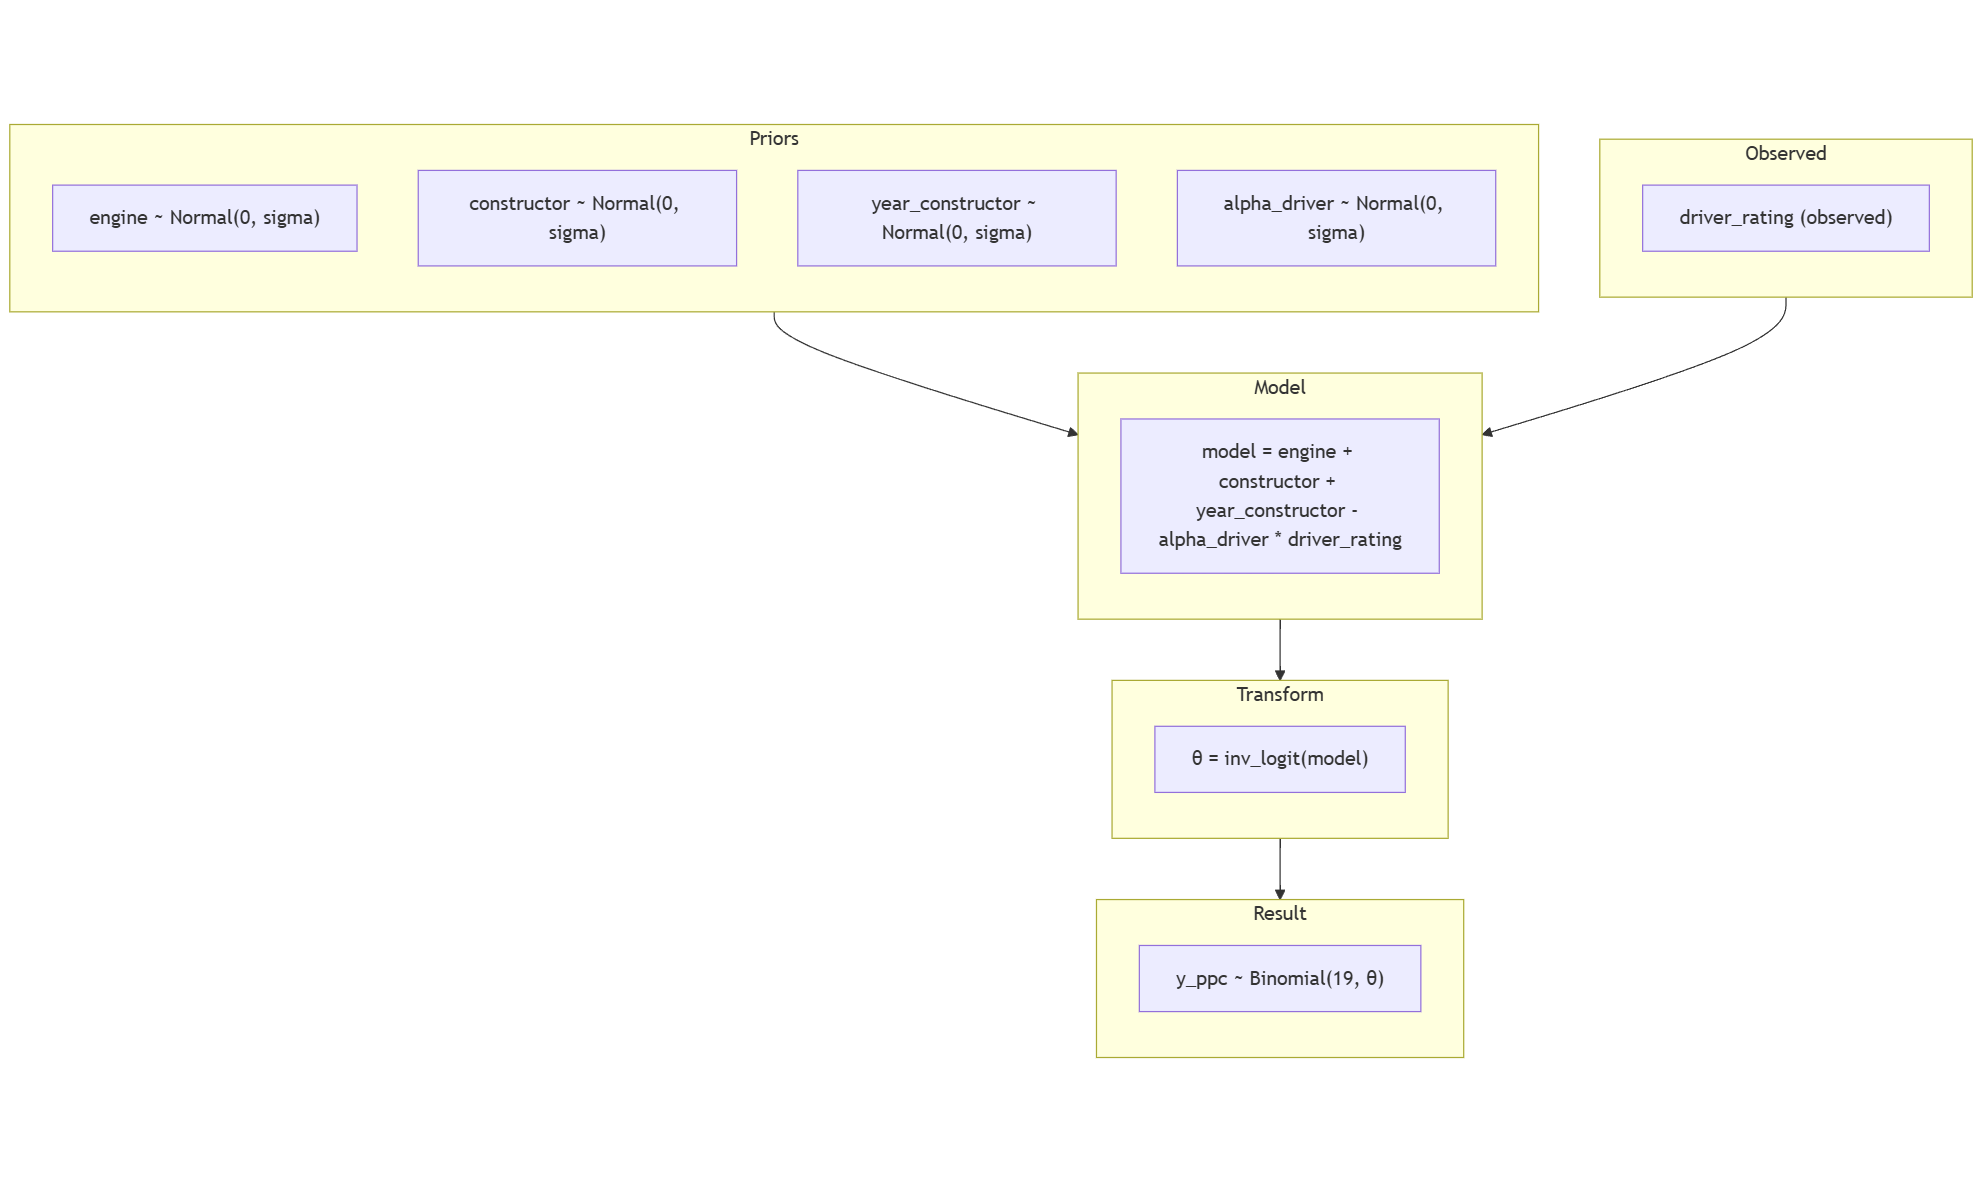 Priors
engine ~ Normal(0, sigma)
constructor ~ Normal(0,
sigma)
year_constructor ~
Normal(0, sigma)
alpha_driver ~ Normal(0,
sigma)
Observed
driver_rating (observed)
Model
model = engine +
constructor +
year_constructor -
alpha_driver * driver_rating
Transform
θ = inv_logit(model)
Result
y_ppc ~ Binomial(19, θ)